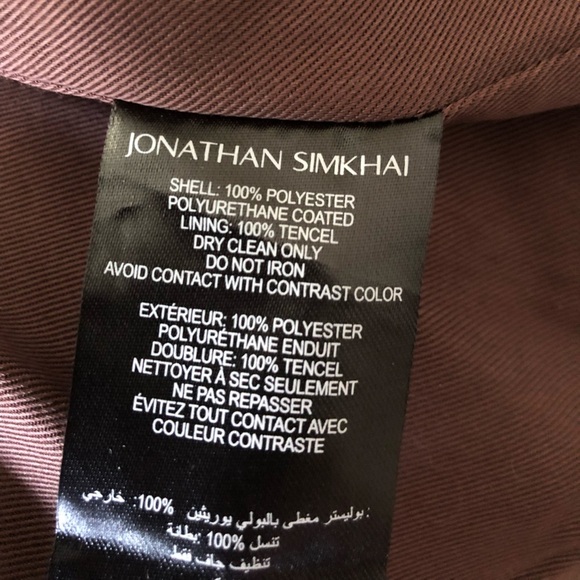 JONATHAN SIMKHAI
SHELL: 100% POLYESTER
POLYURETHANE COATED
LINING: 100% TENCEL
DRY CLEAN ONLY
DO NOT IRON
AVOID CONTACT WITH CONTRAST COLOR
EXTÉRIEUR: 100% POLYESTER
POLYURÉTHANE ENDUIT
DOUBLURE: 100% TENCEL
NETTOYER À SEC SEULEMENT
NE PAS REPASSER
ÉVITEZ TOUT CONTACT AVEC
COULEUR CONTRASTE
: بوليستر مغطى بالبولي يوريثين %100: خارجي
تنسل %100: بطانة
تنظيف جاف فقط